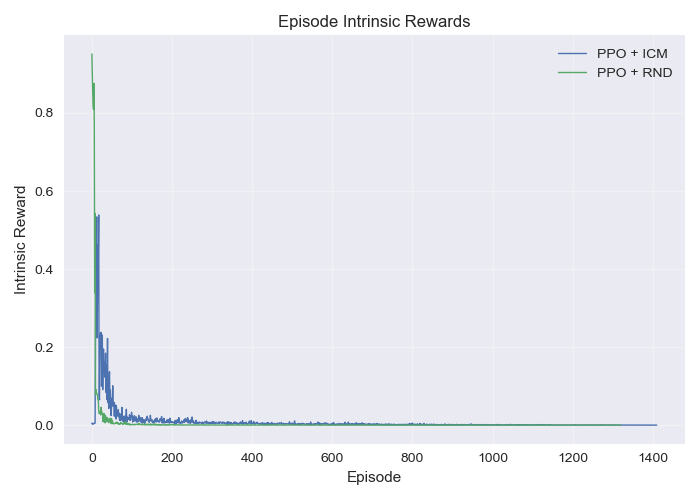 Episode Intrinsic Rewards
PPO + ICM
PPO + RND
0.8
0.6
0.4
0.2
0.0
Intrinsic Reward
0 200 400 600 800 1000 1200 1400
Episode